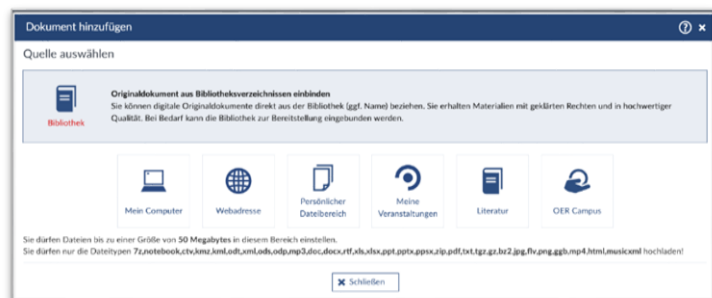 Dokument hinzufügen
Quelle auswählen
Originaldokument aus Bibliotheksverzeichnissen einbinden
Sie können digitale Originaldokumente direkt aus der Bibliothek (ggf. Name) beziehen. Sie erhalten Materialien mit geklärten Rechten und in hochwertiger
Qualität. Bei Bedarf kann die Bibliothek zur Bereitstellung eingebunden werden.
Bibliothek
Mein Computer
Webadresse
Persönlicher
Dateibereich
Meine
Veranstaltungen
Literatur
OER Campus
Sie dürfen Dateien bis zu einer Größe von 50 Megabytes in diesem Bereich einstellen.
Sie dürfen nur die Dateitypen 7z,notebook,ctv,kmz,kml,odt,xml,ods,odp,mp3,doc,docx,rtf,xls,xlsx,ppt,pptx,ppsx,zip,pdf,txt,tgz,gz,bz2,jpg,flv,png,ggb,mp4,html,musicxml hochladen!
Schließen